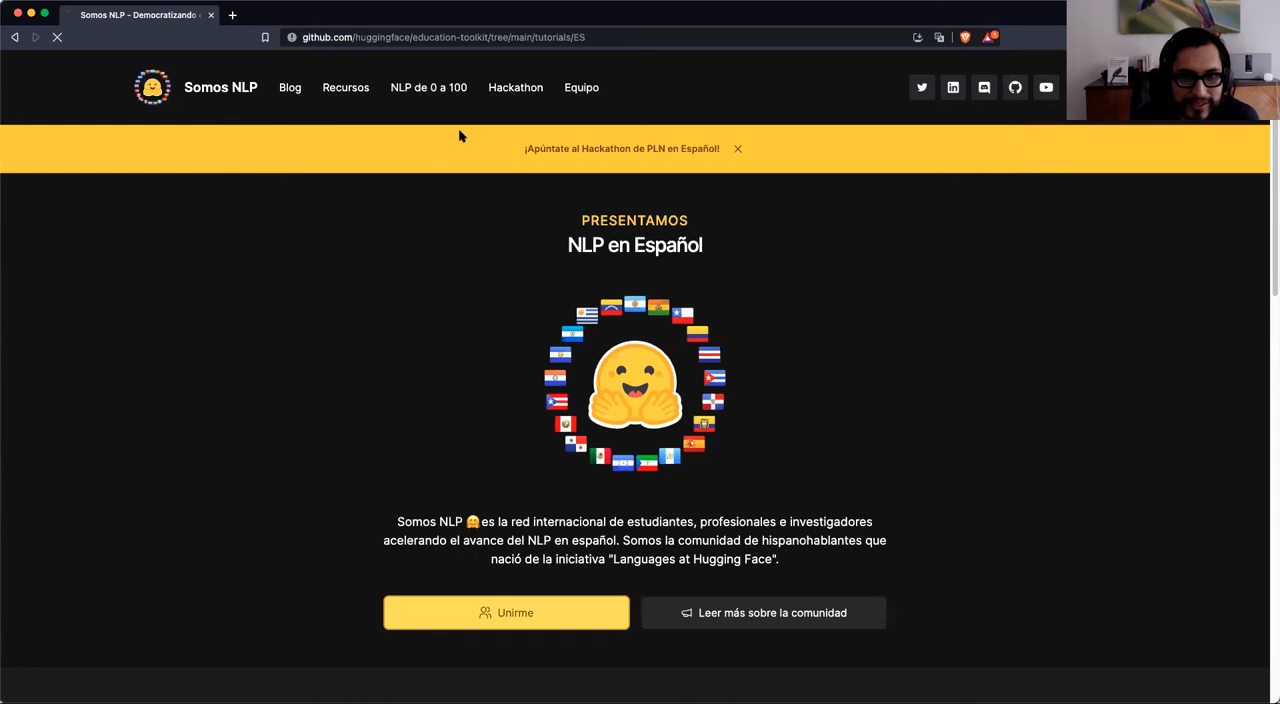 Somos NLP - Democratizando
github.com/huggingface/education-toolkit/tree/main/tutorials/ES
Somos NLP
Blog
Recursos
NLP de 0 a 100
Hackathon
Equipo
¡Apúntate al Hackathon de PLN en Español!
PRESENTAMOS
NLP en Español
Somos NLP 🤗 es la red internacional de estudiantes, profesionales e investigadores
acelerando el avance del NLP en español. Somos la comunidad de hispanohablantes que
nació de la iniciativa "Languages at Hugging Face".
Unirme
Leer más sobre la comunidad